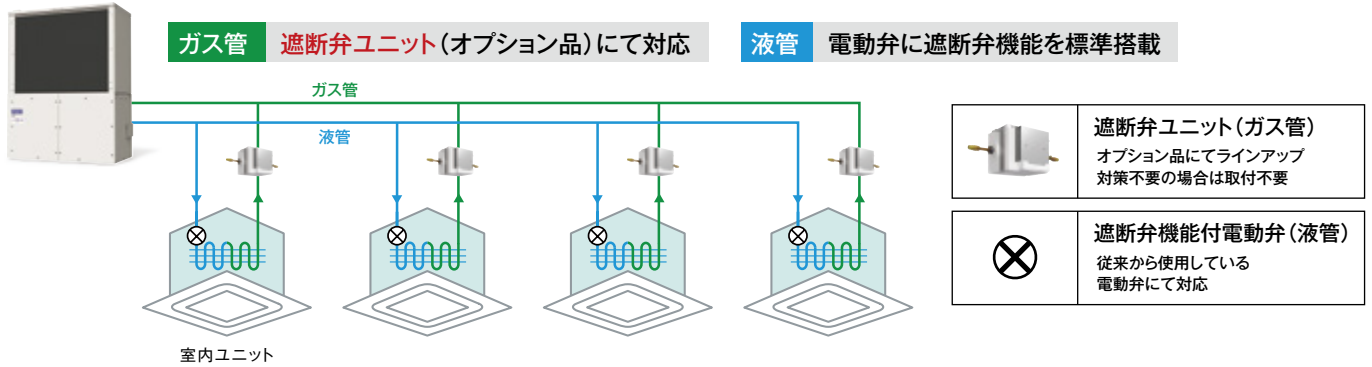 ガス管 遮断弁ユニット（オプション品）にて対応
液管 電動弁に遮断弁機能を標準搭載
ガス管
液管
室内ユニット
遮断弁ユニット（ガス管）
オプション品にてラインアップ
対策不要の場合は取付不要
遮断弁機能付電動弁（液管）
従来から使用している
電動弁にて対応